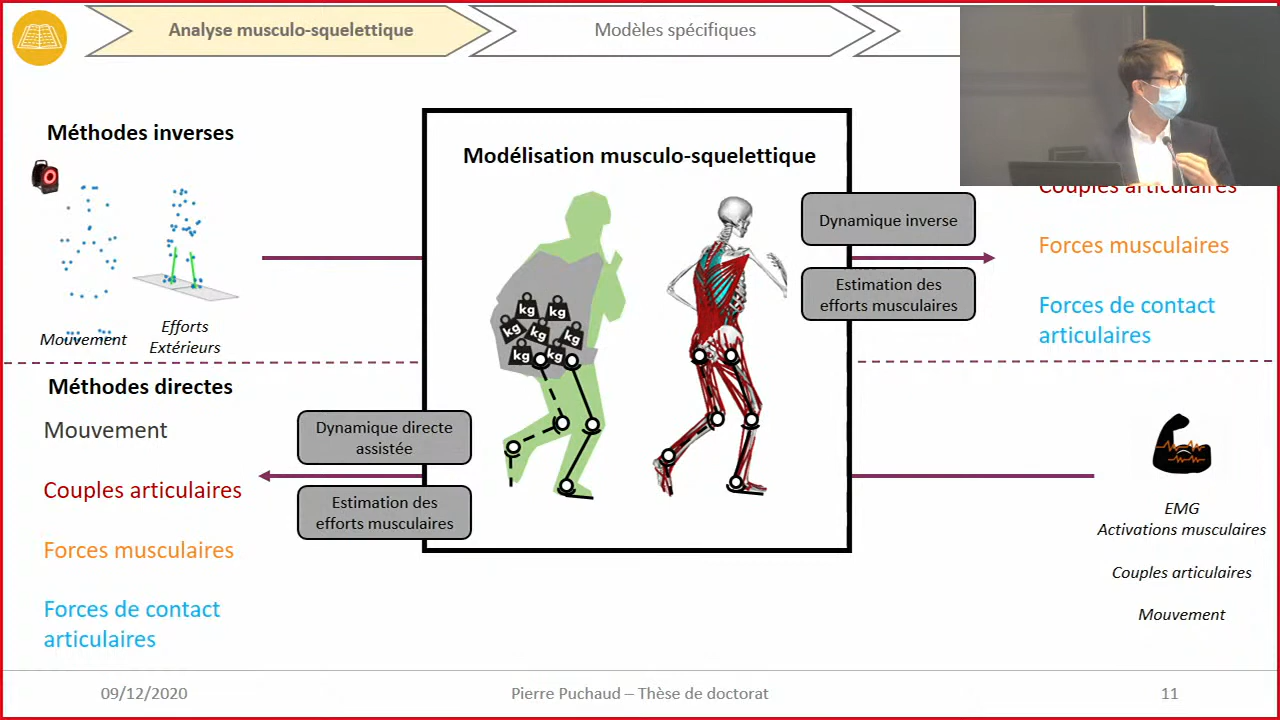 Analyse musculo-squelettique
Modèles spécifiques
Méthodes inverses
Mouvement
Efforts
Extérieurs
Modélisation musculo-squelettique
kg
kg
kg
kg
kg
kg
kg
Dynamique inverse
Estimation des
efforts musculaires
Couples articulaires
Forces musculaires
Forces de contact
articulaires
Méthodes directes
Mouvement
Couples articulaires
Forces musculaires
Forces de contact
articulaires
Dynamique directe
assistée
Estimation des
efforts musculaires
EMG
Activations musculaires
Couples articulaires
Mouvement
09/12/2020
Pierre Puchaud – Thèse de doctorat
11